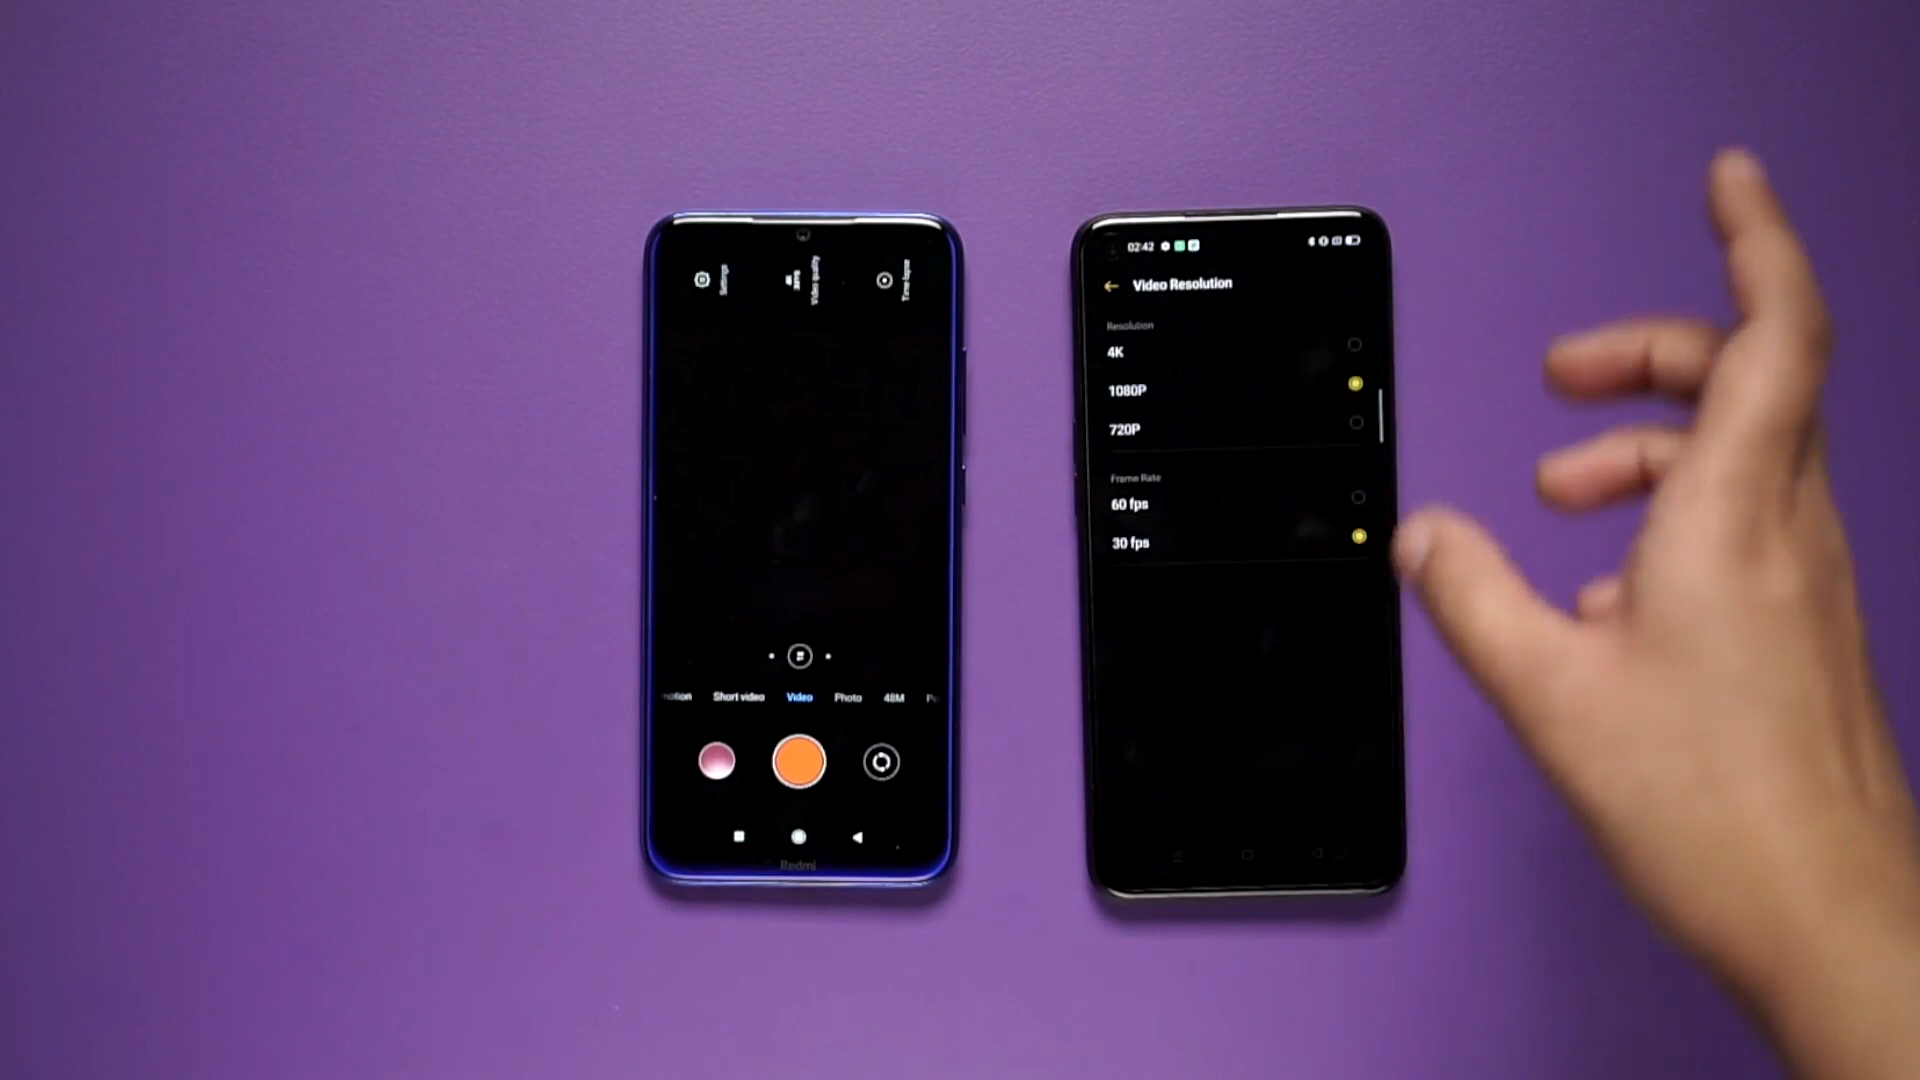 Settings
Video quality
Time lapse
Short video
Video
Photo
48M
Redmi
02:42
Video Resolution
Resolution
4K
1080P
720P
Frame Rate
60 fps
30 fps